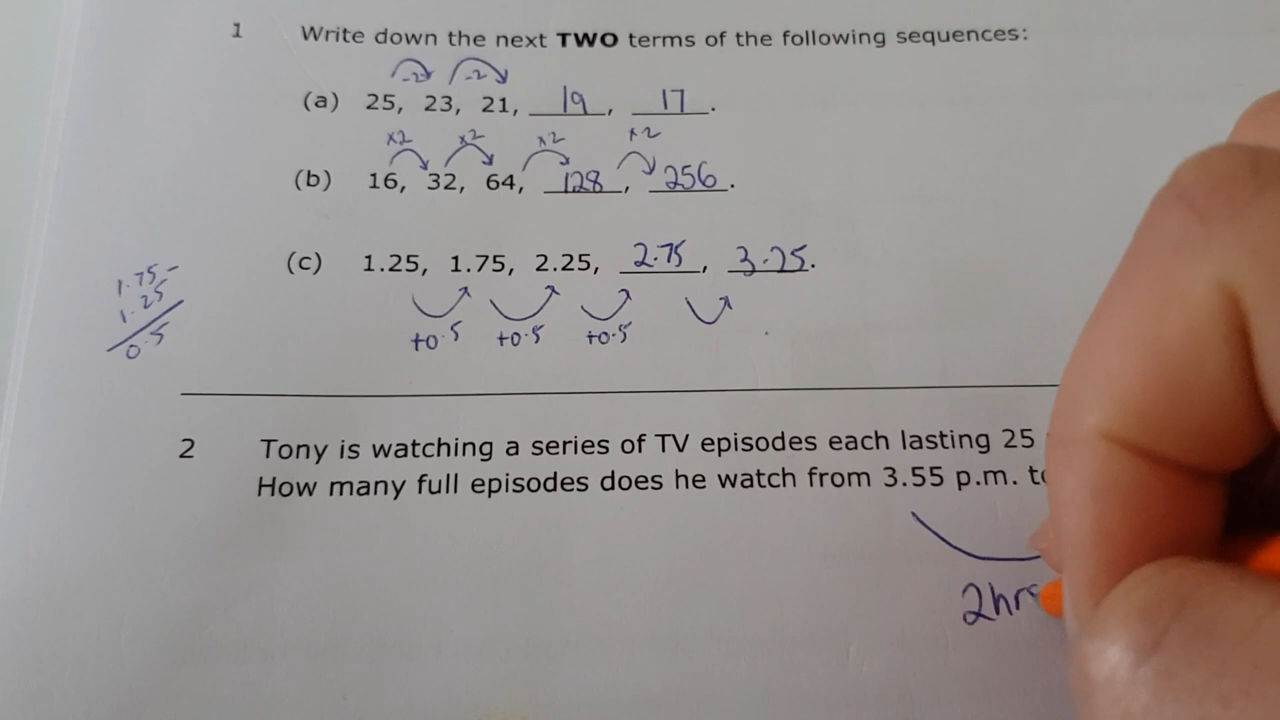 1 Write down the next TWO terms of the following sequences:
-2 -2
(a) 25, 23, 21, 19, 17.
x2 x2 x2 x2
(b) 16, 32, 64, 128, 256.
(c) 1.25, 1.75, 2.25, 2.75, 3.25.
1.75-
1.25
0.5
+0.5 +0.5 +0.5
2 Tony is watching a series of TV episodes each lasting 25
How many full episodes does he watch from 3.55 p.m. to
2hrs